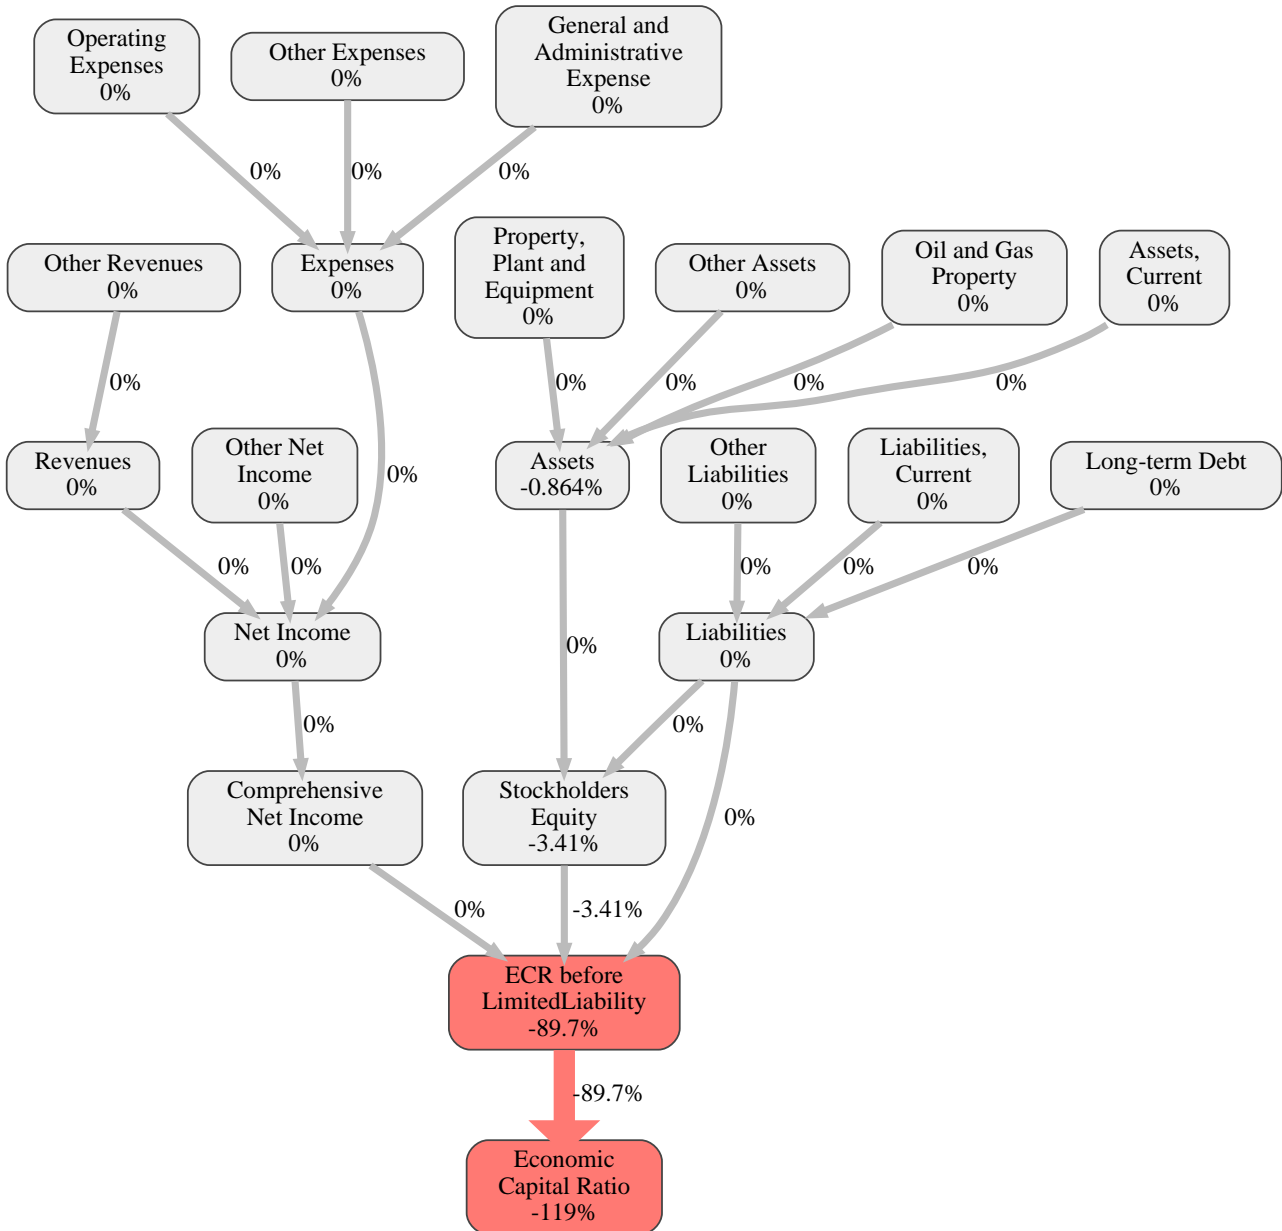 Operating
Expenses
0%
Other Expenses
0%
General and
Administrative
Expense
0%
0%
0%
0%
Other Revenues
0%
Expenses
0%
Property,
Plant and
Equipment
0%
Other Assets
0%
Oil and Gas
Property
0%
Assets,
Current
0%
0%
0%
0%
0%
0%
Revenues
0%
Other Net
Income
0%
0%
Assets
-0.864%
Other
Liabilities
0%
Liabilities,
Current
0%
Long-term Debt
0%
0%
0%
0%
0%
0%
Net Income
0%
0%
Liabilities
0%
0%
0%
Comprehensive
Net Income
0%
Stockholders
Equity
-3.41%
0%
0%
-3.41%
ECR before
LimitedLiability
-89.7%
-89.7%
Economic
Capital Ratio
-119%